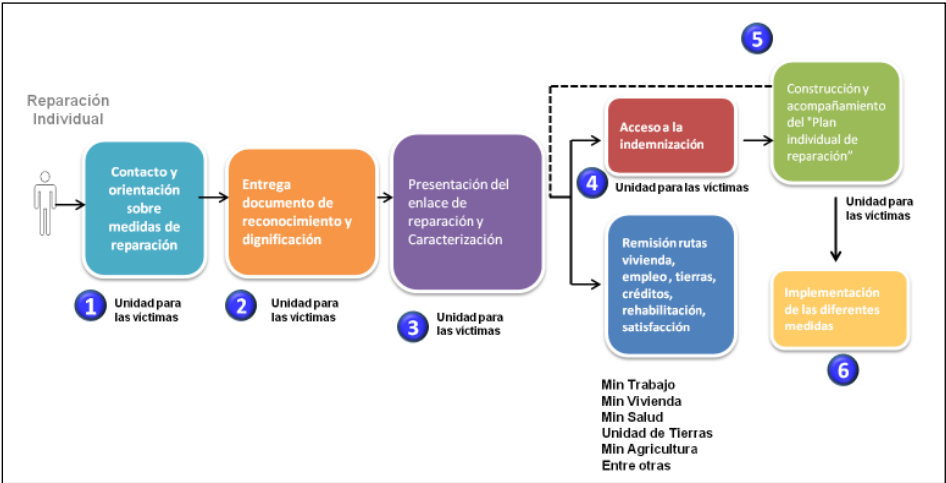 Reparación
Individual
Contacto y
orientación
sobre
medidas de
reparación
1
Unidad para
las víctimas
Entrega
documento de
reconocimiento y
dignificación
2
Unidad para
las víctimas
Presentación del
enlace de
reparación y
Caracterización
3
Unidad para
las víctimas
Acceso a la
indemnización
4
Unidad para las víctimas
Remisión rutas
vivienda,
empleo , tierras,
créditos,
rehabilitación,
satisfacción
Min Trabajo
Min Vivienda
Min Salud
Unidad de Tierras
Min Agricultura
Entre otras
5
Construcción y
acompañamiento
del "Plan
individual de
reparación”
Unidad para
las víctimas
Implementación
de las diferentes
medidas
6